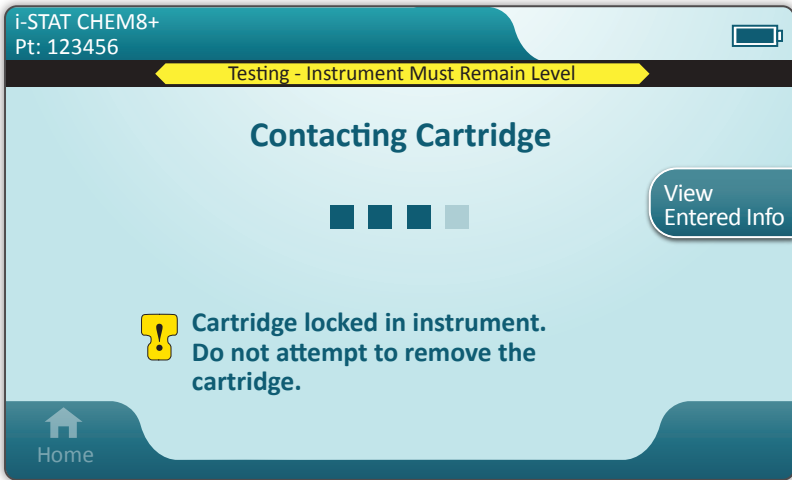 i-STAT CHEM8+
Pt: 123456
Testing - Instrument Must Remain Level
Contacting Cartridge
View
Entered Info
! Cartridge locked in instrument.
Do not attempt to remove the
cartridge.
Home